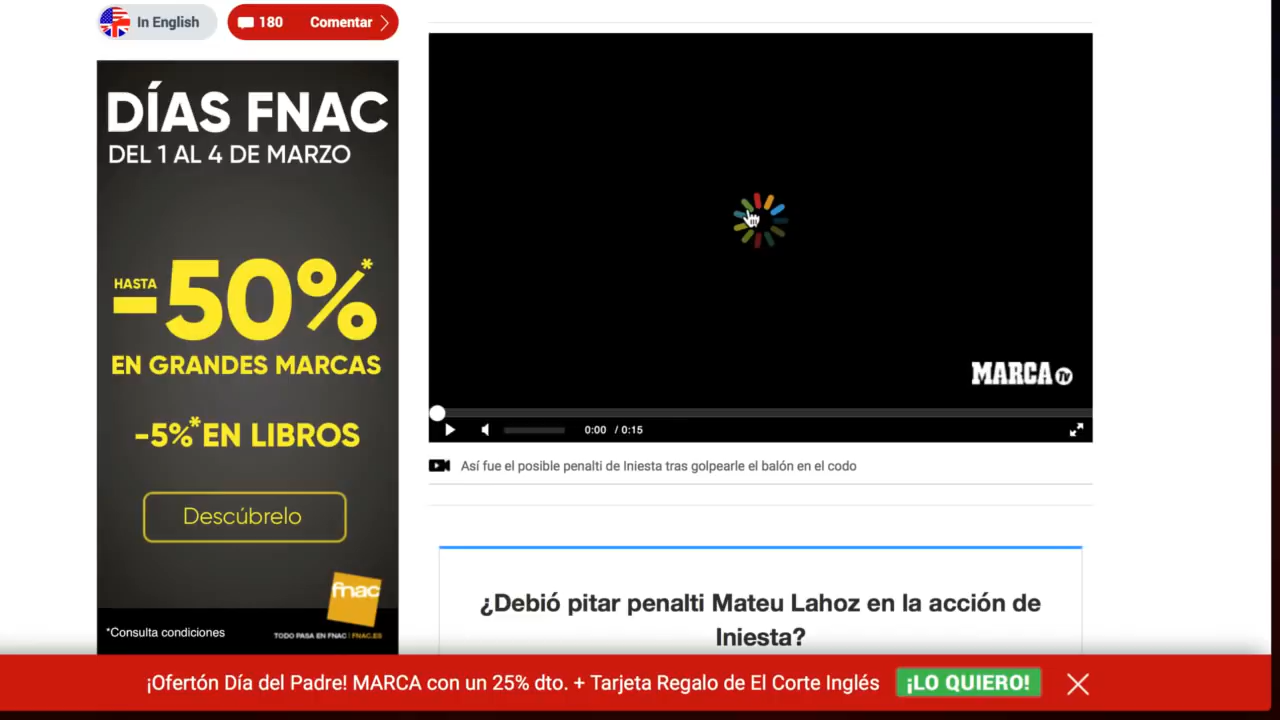 In English
180 Comentar
DÍAS FNAC
DEL 1 AL 4 DE MARZO
HASTA
-50%*
EN GRANDES MARCAS
-5%* EN LIBROS
Descúbrelo
fnac
*Consulta condiciones
TODO PASA EN FNAC | FNAC.ES
MARCA TV
0:00 / 0:15
Así fue el posible penalti de Iniesta tras golpearle el balón en el codo
¿Debió pitar penalti Mateu Lahoz en la acción de
Iniesta?
¡Ofertón Día del Padre! MARCA con un 25% dto. + Tarjeta Regalo de El Corte Inglés
¡LO QUIERO!